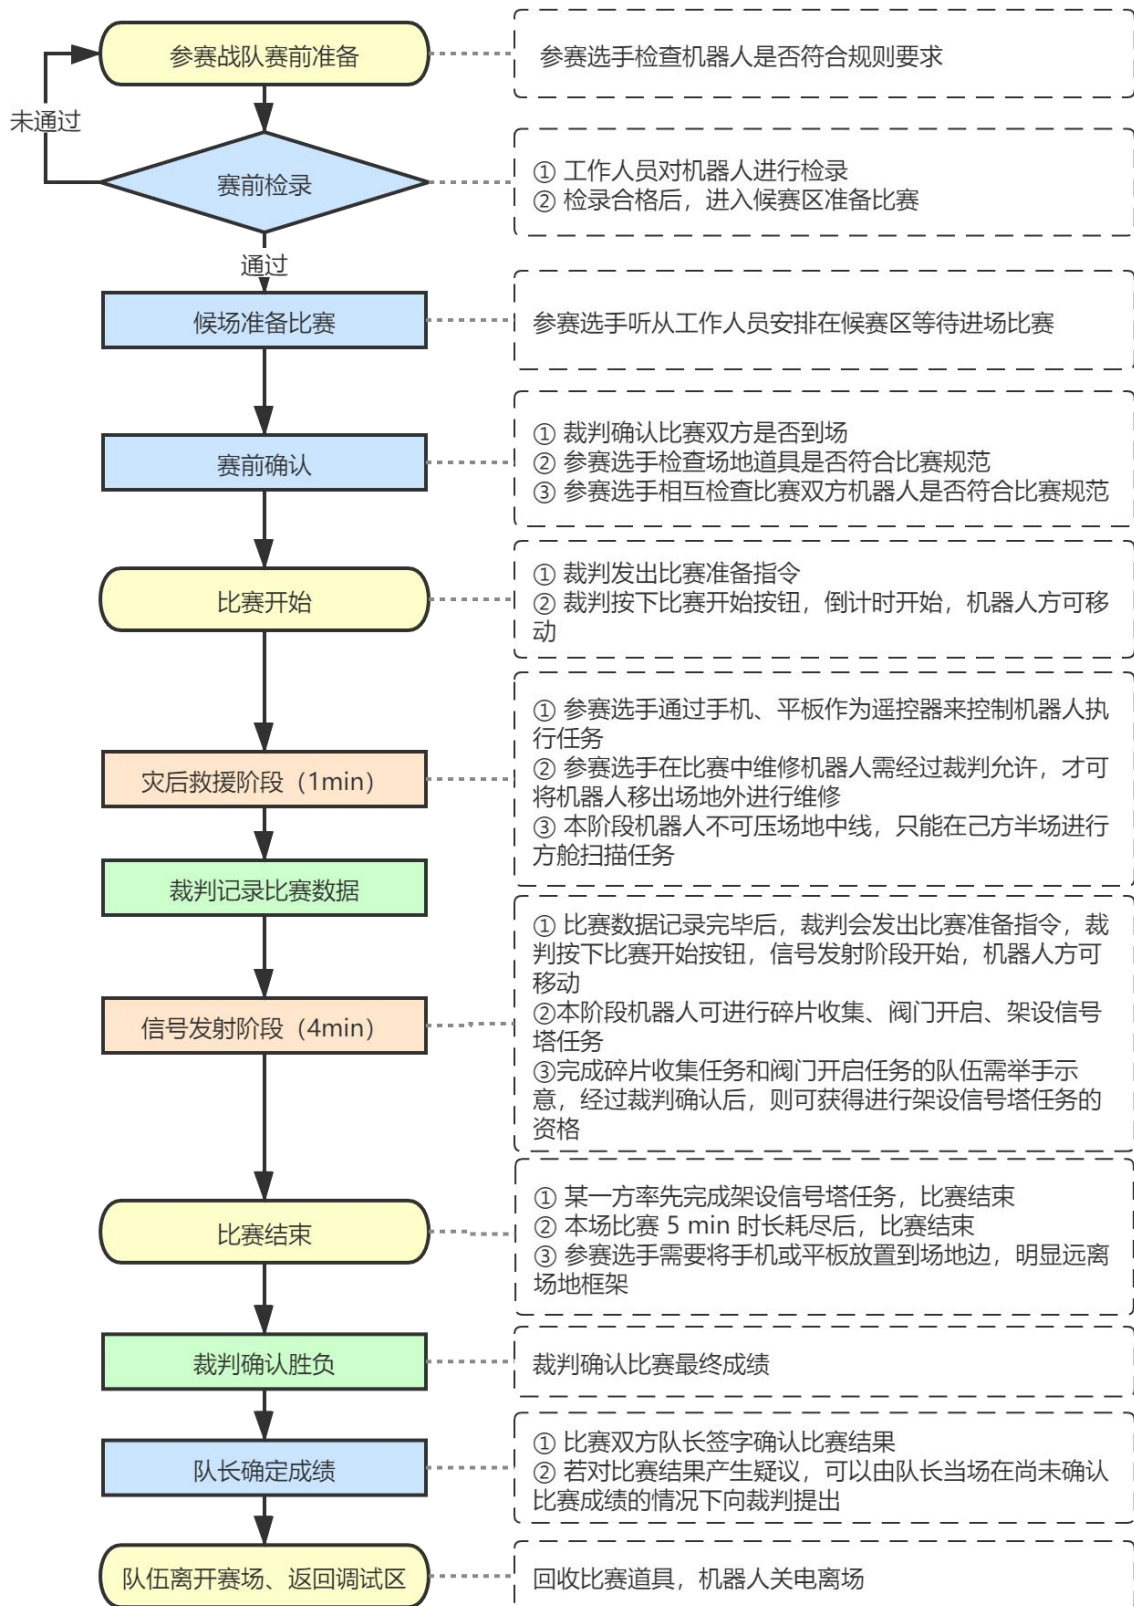 参赛战队赛前准备
参赛选手检查机器人是否符合规则要求
未通过
赛前检录
① 工作人员对机器人进行检录
② 检录合格后，进入候赛区准备比赛
通过
候场准备比赛
参赛选手听从工作人员安排在候赛区等待进场比赛
赛前确认
① 裁判确认比赛双方是否到场
② 参赛选手检查场地道具是否符合比赛规范
③ 参赛选手相互检查比赛双方机器人是否符合比赛规范
比赛开始
① 裁判发出比赛准备指令
② 裁判按下比赛开始按钮，倒计时开始，机器人方可移
动
灾后救援阶段（1min）
① 参赛选手通过手机、平板作为遥控器来控制机器人执
行任务
② 参赛选手在比赛中维修机器人需经过裁判允许，才可
将机器人移出场地外进行维修
③ 本阶段机器人不可压场地中线，只能在己方半场进行
方舱扫描任务
裁判记录比赛数据
信号发射阶段（4min）
① 比赛数据记录完毕后，裁判会发出比赛准备指令，裁
判按下比赛开始按钮，信号发射阶段开始，机器人方可
移动
②本阶段机器人可进行碎片收集、阀门开启、架设信号
塔任务
③完成碎片收集任务和阀门开启任务的队伍需举手示
意，经过裁判确认后，则可获得进行架设信号塔任务的
资格
比赛结束
① 某一方率先完成架设信号塔任务，比赛结束
② 本场比赛 5 min 时长耗尽后，比赛结束
③ 参赛选手需要将手机或平板放置到场地边，明显远离
场地框架
裁判确认胜负
裁判确认比赛最终成绩
队长确定成绩
① 比赛双方队长签字确认比赛结果
② 若对比赛结果产生疑议，可以由队长当场在尚未确认
比赛成绩的情况下向裁判提出
队伍离开赛场、返回调试区
回收比赛道具，机器人关电离场